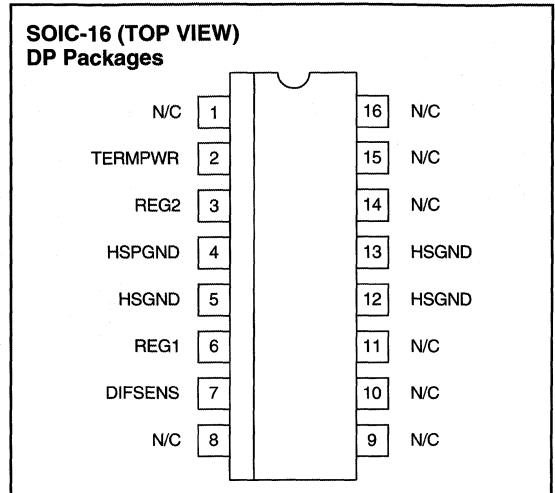 SOIC-16 (TOP VIEW)
DP Packages
N/C 1 16 N/C
TERMPWR 2 15 N/C
REG2 3 14 N/C
HSPGND 4 13 HSGND
HSGND 5 12 HSGND
REG1 6 11 N/C
DIFSENS 7 10 N/C
N/C 8 9 N/C